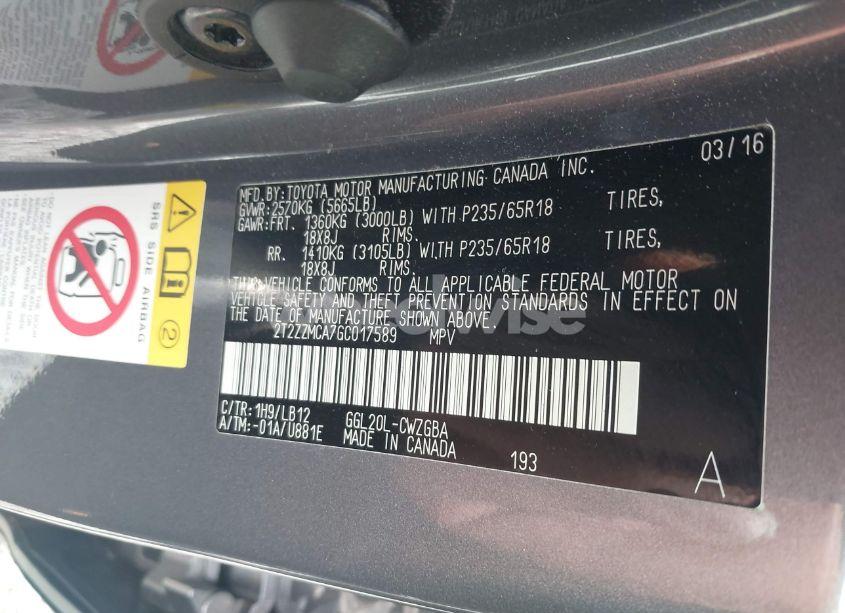 03/16
MFD.BY:TOYOTA MOTOR MANUFACTURING CANADA INC.
GVWR:2570KG (5665LB)
GAWR:FRT. 1360KG (3000LB) WITH P235/65R18 TIRES,
18X8J RIMS.
RR. 1410KG (3105LB) WITH P235/65R18 TIRES,
18X8J RIMS.
THIS VEHICLE CONFORMS TO ALL APPLICABLE FEDERAL MOTOR
VEHICLE SAFETY AND THEFT PREVENTION STANDARDS IN EFFECT ON
THE DATE OF MANUFACTURE SHOWN ABOVE.
2T2ZZMCA7GC017589 MPV
C/TR: 1H9/LB12 GGL20L-CWZGBA
A/TM: -01A/U881E MADE IN CANADA
193
A
SRS SIDE AIRBAG
2